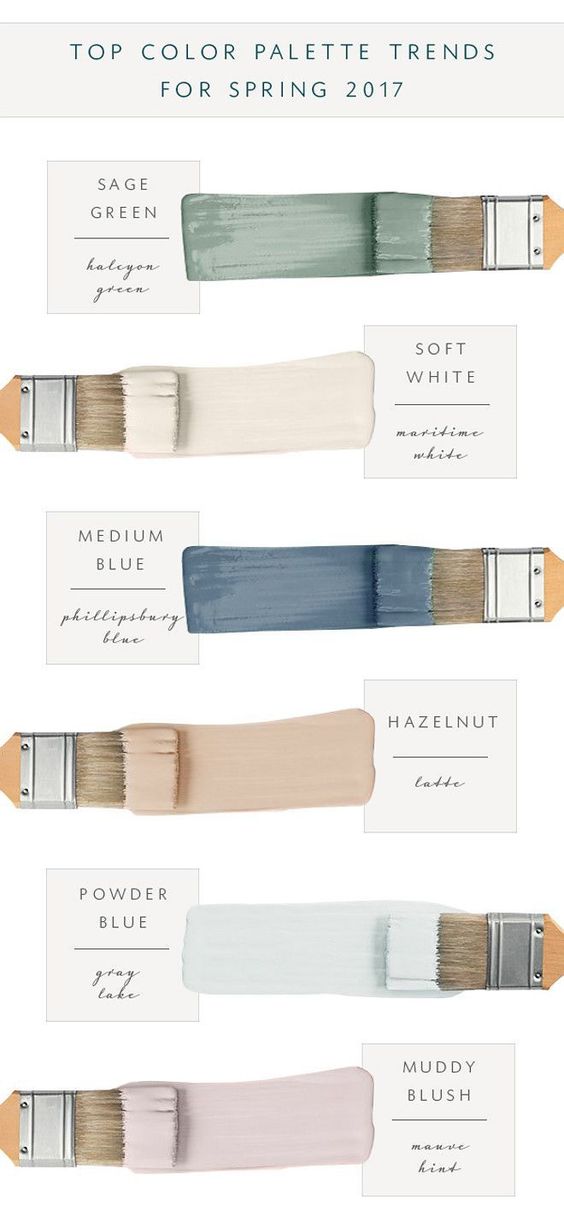 TOP COLOR PALETTE TRENDS
FOR SPRING 2017
SAGE
GREEN
halcyon
green
SOFT
WHITE
maritime
white
MEDIUM
BLUE
phillipsbury
blue
HAZELNUT
latte
POWDER
BLUE
gray
lake
MUDDY
BLUSH
mauve
hint